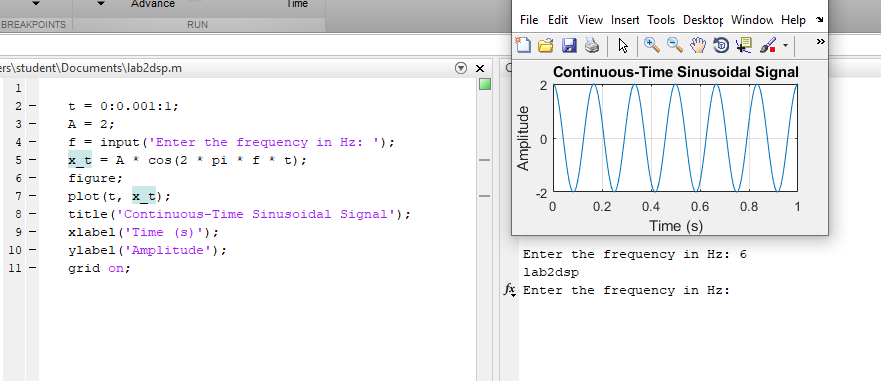 Advance
Time
BREAKPOINTS
RUN
ers\student\Documents\lab2dsp.m
1
2 – t = 0:0.001:1;
3 – A = 2;
4 – f = input('Enter the frequency in Hz: ');
5 – x_t = A * cos(2 * pi * f * t);
6 – figure;
7 – plot(t, x_t);
8 – title('Continuous-Time Sinusoidal Signal');
9 – xlabel('Time (s)');
10 – ylabel('Amplitude');
11 – grid on;
File Edit View Insert Tools Desktop Window Help
Continuous-Time Sinusoidal Signal
Amplitude
2
0
-2
0 0.2 0.4 0.6 0.8 1
Time (s)
Enter the frequency in Hz: 6
lab2dsp
fx Enter the frequency in Hz: